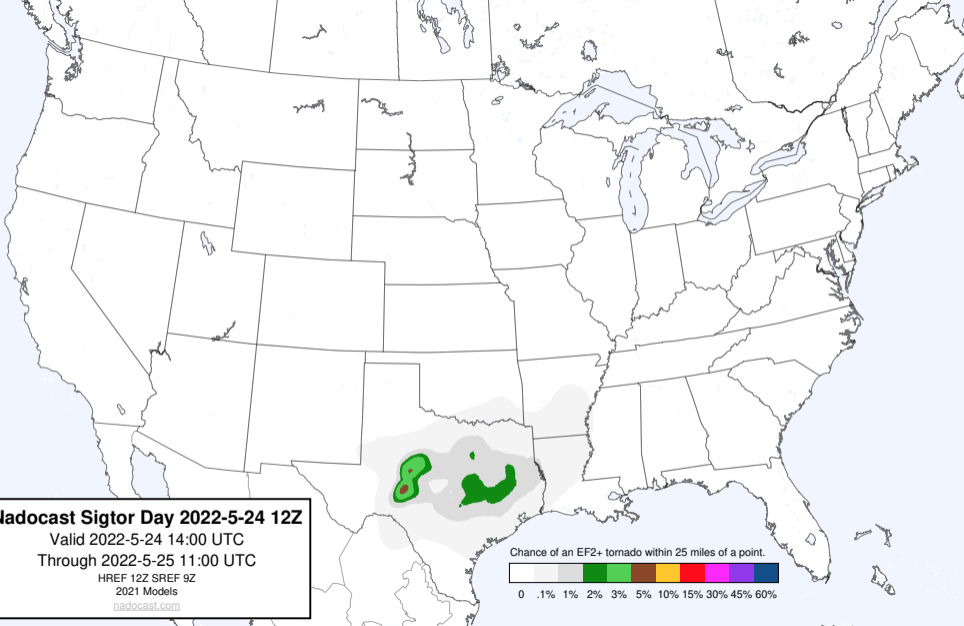 Nadocast Sigtor Day 2022-5-24 12Z
Valid 2022-5-24 14:00 UTC
Through 2022-5-25 11:00 UTC
HREF 12Z SREF 9Z
2021 Models
nadocast.com
Chance of an EF2+ tornado within 25 miles of a point.
0 .1% 1% 2% 3% 5% 10% 15% 30% 45% 60%